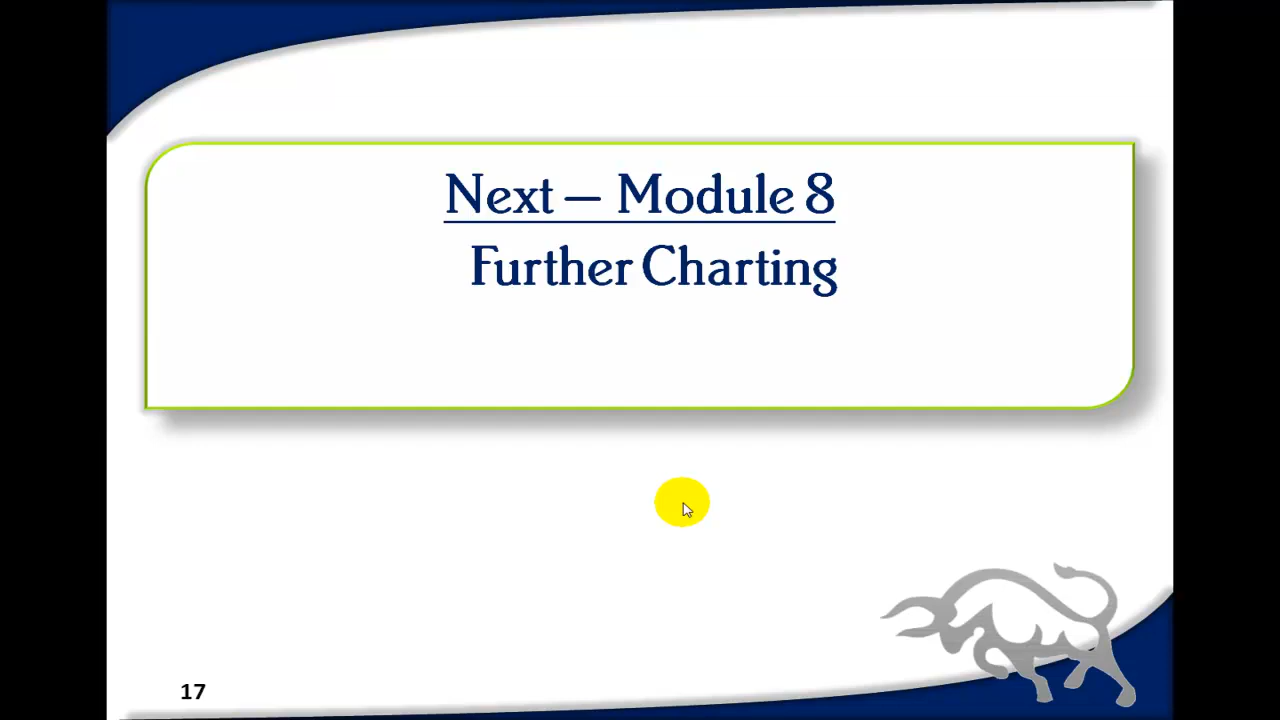 Next – Module 8
Further Charting
17